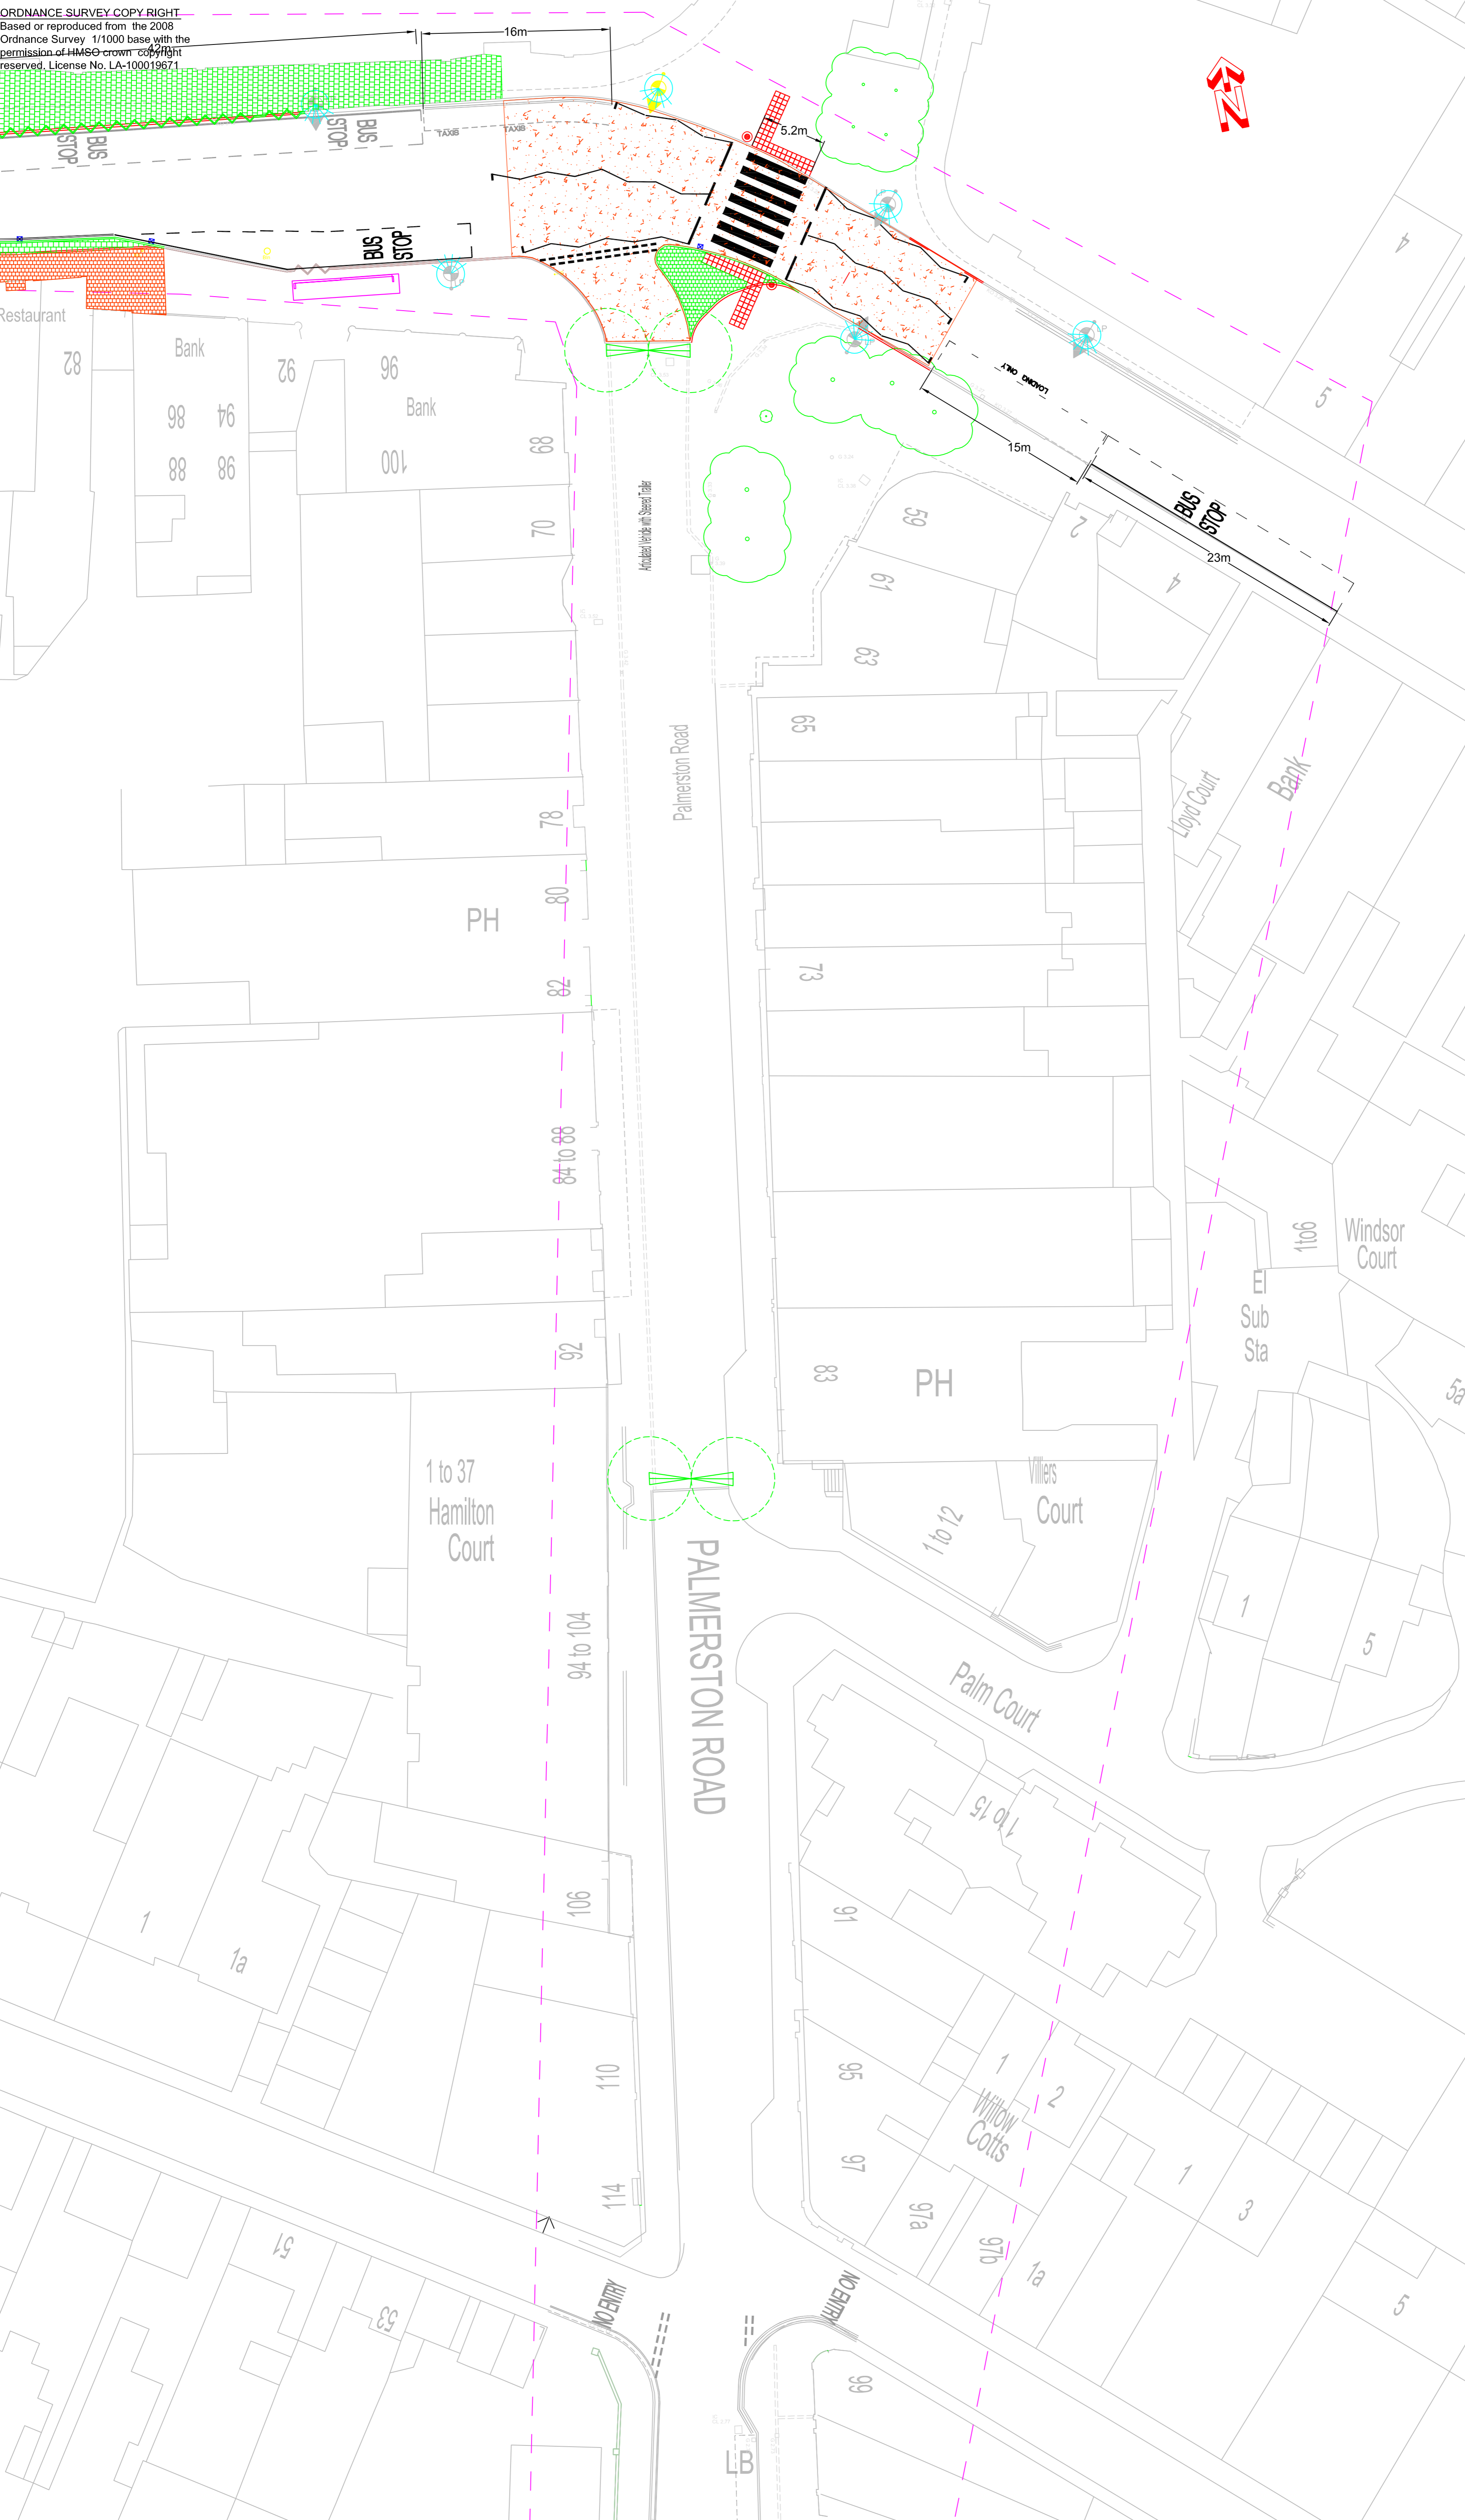 ORDNANCE SURVEY COPY RIGHT
Based or reproduced from the 2008
Ordnance Survey 1/1000 base with the
permission of HMSO crown copyright
reserved. License No. LA-100019671
42m
16m
5.2m
N
BUS
STOP
BUS
STOP
TAXIS
TAXIS
BUS
STOP
LP
LP
LP
4
5
LOADING ONLY
15m
BUS
STOP
23m
Restaurant
82
Bank
86
94
88
98
92
96
Bank
100
68
70
Articulated Vehicle with Steered Trailer
59
61
63
2
4
65
Palmerston Road
Lloyd Court
Bank
78
80
PH
82
73
84 to 88
1to6
Windsor
Court
El
Sub
Sta
5a
92
83
PH
1 to 37
Hamilton
Court
Villiers
Court
1 to 12
PALMERSTON ROAD
94 to 104
1
5
Palm Court
1 to 15
106
91
1
1a
110
95
1
2
Willow
Cotts
97
114
97a
97b
1a
1
3
5
51
53
NO ENTRY
NO ENTRY
99
LB